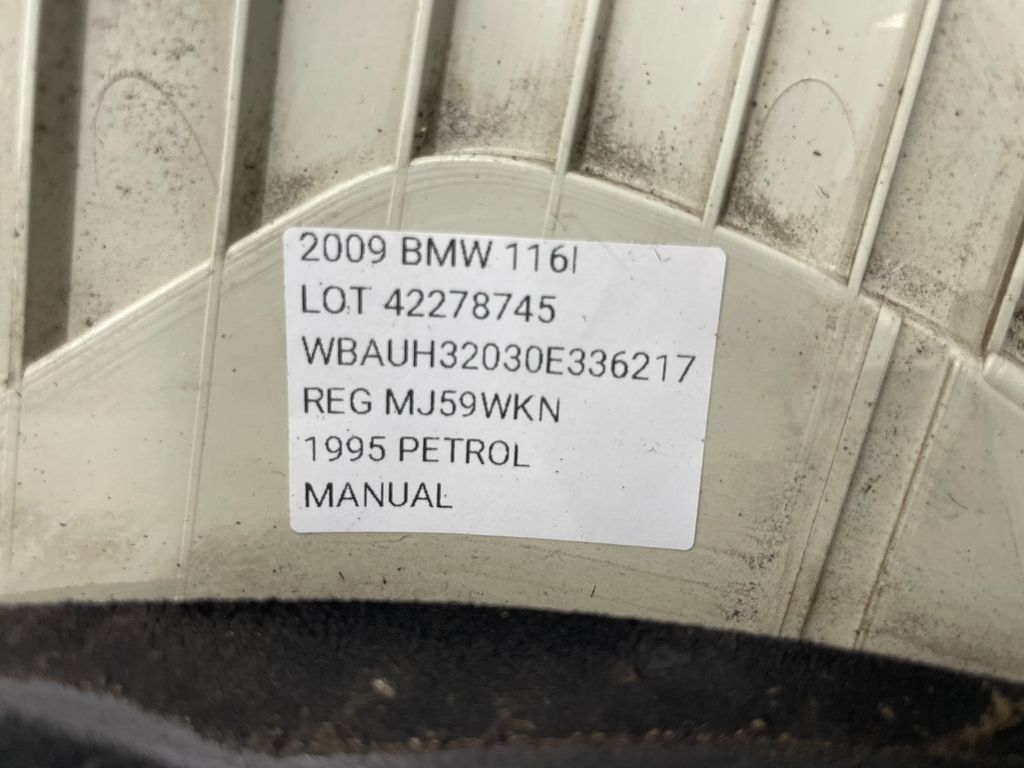 2009 BMW 116I
LOT 42278745
WBAUH32030E336217
REG MJ59WKN
1995 PETROL
MANUAL